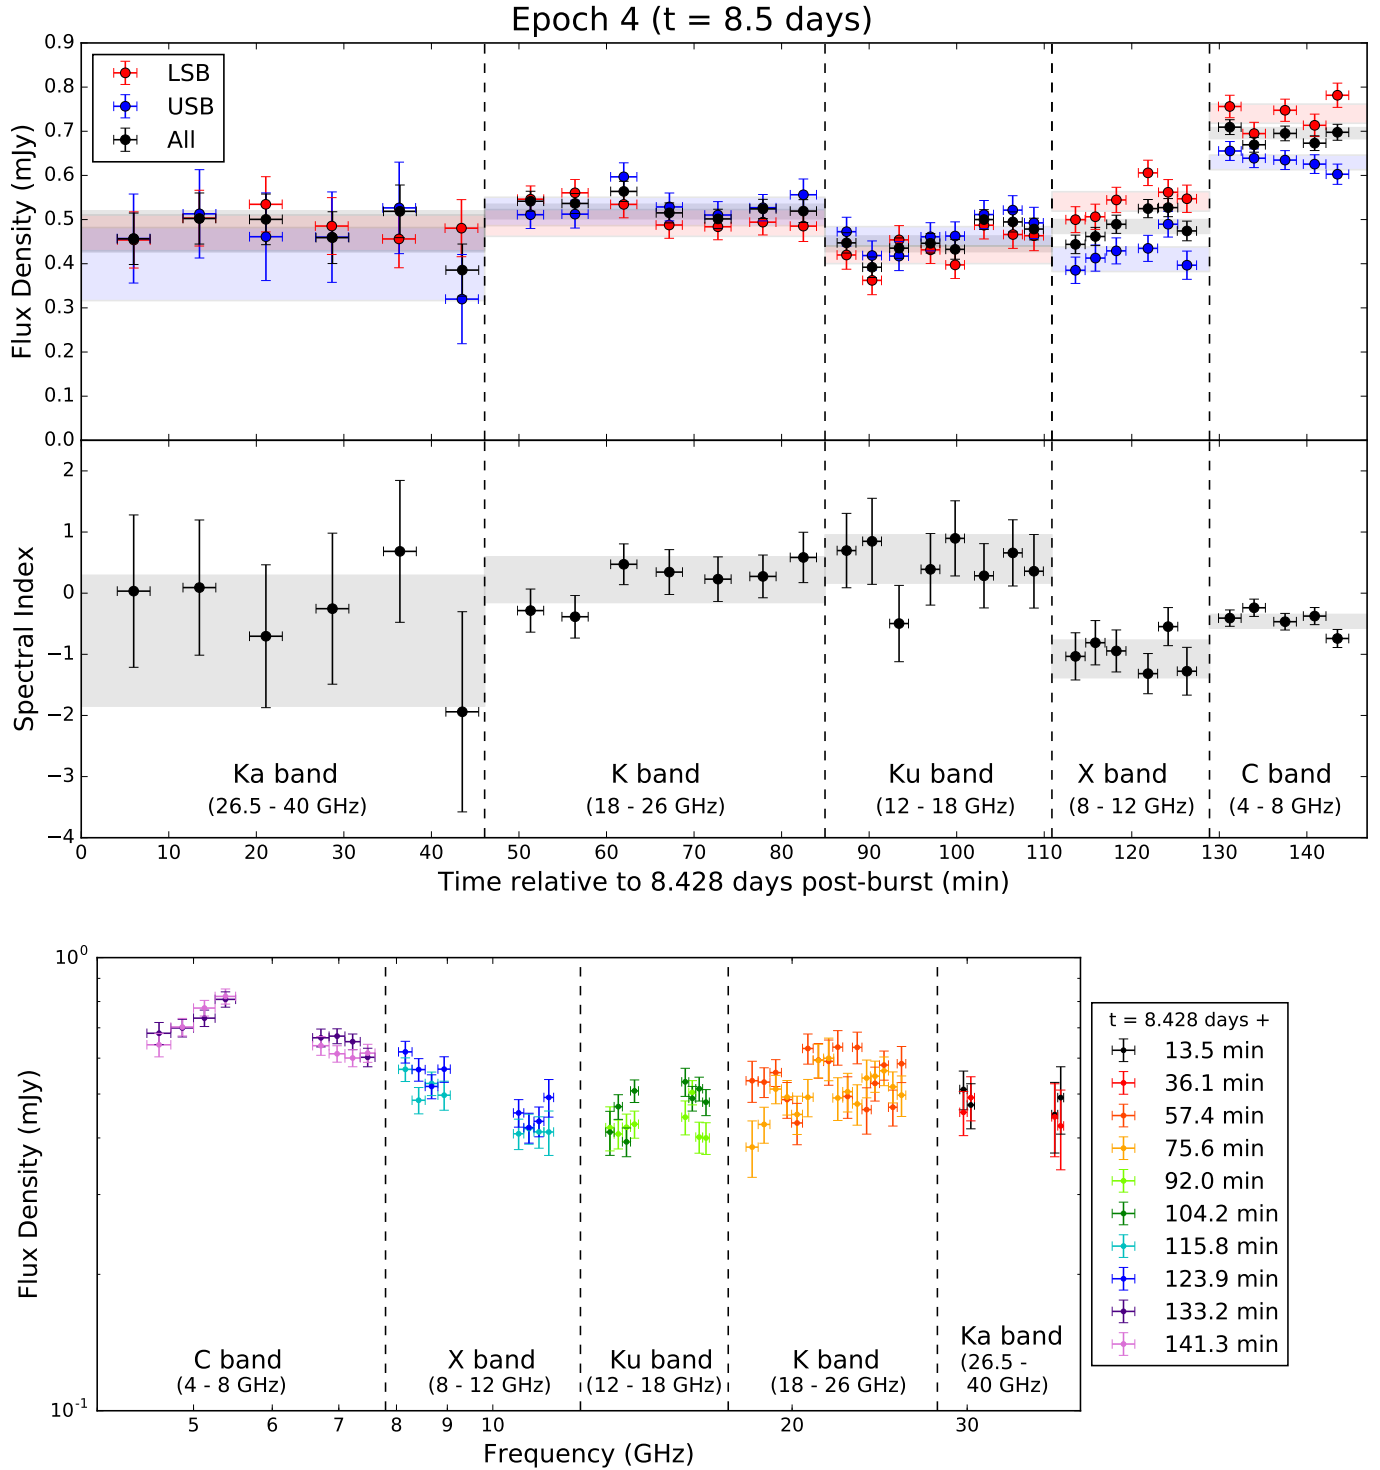 Epoch 4 (t = 8.5 days)
0.9
0.8
0.7
0.6
0.5
0.4
0.3
0.2
0.1
0.0
Flux Density (mJy)
LSB
USB
All
2
1
0
−1
−2
−3
−4
Spectral Index
Ka band
(26.5 - 40 GHz)
K band
(18 - 26 GHz)
Ku band
(12 - 18 GHz)
X band
(8 - 12 GHz)
C band
(4 - 8 GHz)
0 10 20 30 40 50 60 70 80 90 100 110 120 130 140
Time relative to 8.428 days post-burst (min)
10^0
10^-1
Flux Density (mJy)
C band
(4 - 8 GHz)
X band
(8 - 12 GHz)
Ku band
(12 - 18 GHz)
K band
(18 - 26 GHz)
Ka band
(26.5 -
40 GHz)
5 6 7 8 9 10 20 30
Frequency (GHz)
t = 8.428 days +
13.5 min
36.1 min
57.4 min
75.6 min
92.0 min
104.2 min
115.8 min
123.9 min
133.2 min
141.3 min